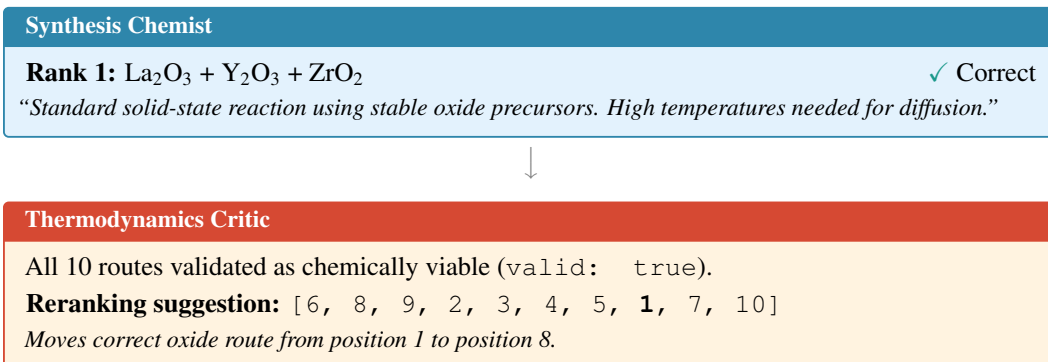 Synthesis Chemist
Rank 1: La₂O₃ + Y₂O₃ + ZrO₂ ✓ Correct
“Standard solid-state reaction using stable oxide precursors. High temperatures needed for diffusion.”
↓
Thermodynamics Critic
All 10 routes validated as chemically viable (valid: true).
Reranking suggestion: [6, 8, 9, 2, 3, 4, 5, 1, 7, 10]
Moves correct oxide route from position 1 to position 8.